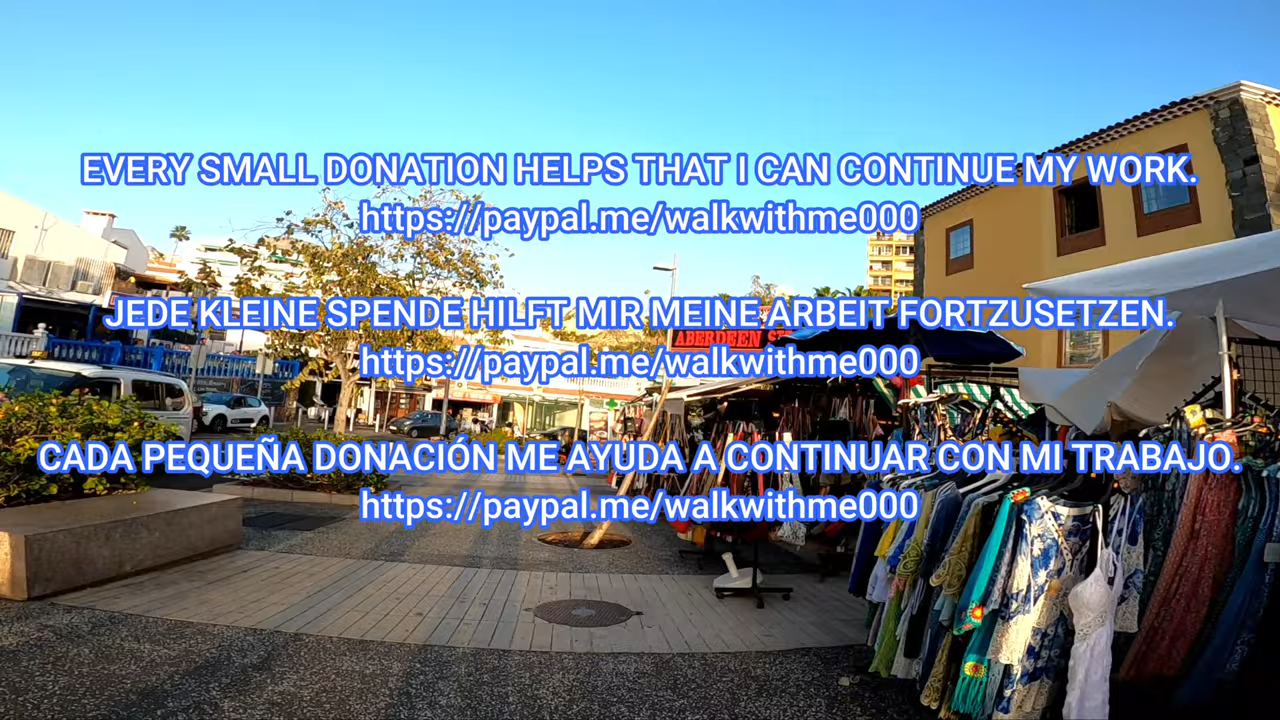 EVERY SMALL DONATION HELPS THAT I CAN CONTINUE MY WORK.
https://paypal.me/walkwithme000
JEDE KLEINE SPENDE HILFT MIR MEINE ARBEIT FORTZUSETZEN.
https://paypal.me/walkwithme000
ABERDEEN
CADA PEQUEÑA DONACIÓN ME AYUDA A CONTINUAR CON MI TRABAJO.
https://paypal.me/walkwithme000